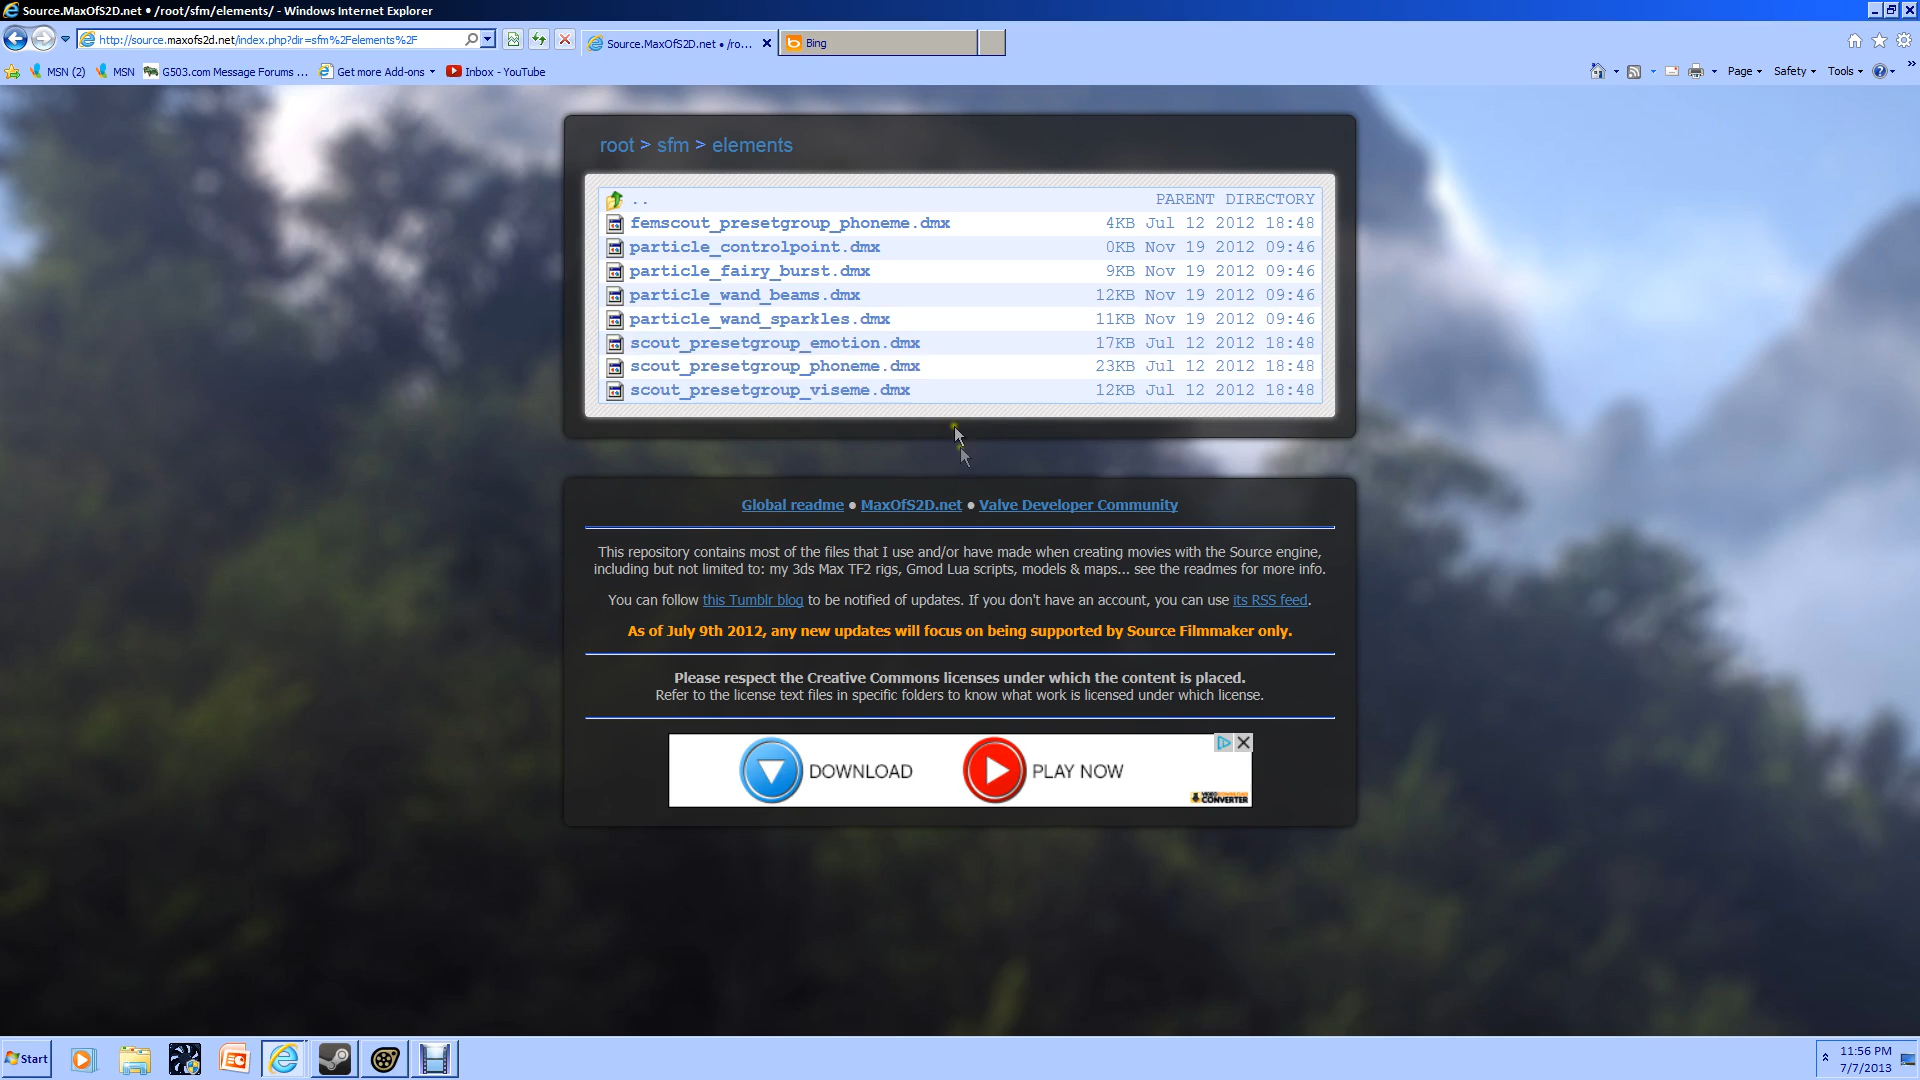 Source.MaxOfS2D.net • /root/sfm/elements/ - Windows Internet Explorer
http://source.maxofs2d.net/index.php?dir=sfm%2Felements%2F
Source.MaxOfS2D.net • /ro...
Bing
MSN (2)
MSN
G503.com Message Forums ...
Get more Add-ons
Inbox - YouTube
Page
Safety
Tools
root > sfm > elements
.. PARENT DIRECTORY
femscout_presetgroup_phoneme.dmx 4KB Jul 12 2012 18:48
particle_controlpoint.dmx 0KB Nov 19 2012 09:46
particle_fairy_burst.dmx 9KB Nov 19 2012 09:46
particle_wand_beams.dmx 12KB Nov 19 2012 09:46
particle_wand_sparkles.dmx 11KB Nov 19 2012 09:46
scout_presetgroup_emotion.dmx 17KB Jul 12 2012 18:48
scout_presetgroup_phoneme.dmx 23KB Jul 12 2012 18:48
scout_presetgroup_viseme.dmx 12KB Jul 12 2012 18:48
Global readme ● MaxOfS2D.net ● Valve Developer Community
This repository contains most of the files that I use and/or have made when creating movies with the Source engine,
including but not limited to: my 3ds Max TF2 rigs, Gmod Lua scripts, models & maps... see the readmes for more info.
You can follow this Tumblr blog to be notified of updates. If you don't have an account, you can use its RSS feed.
As of July 9th 2012, any new updates will focus on being supported by Source Filmmaker only.
Please respect the Creative Commons licenses under which the content is placed.
Refer to the license text files in specific folders to know what work is licensed under which license.
DOWNLOAD
PLAY NOW
CONVERTER
Start
11:56 PM
7/7/2013